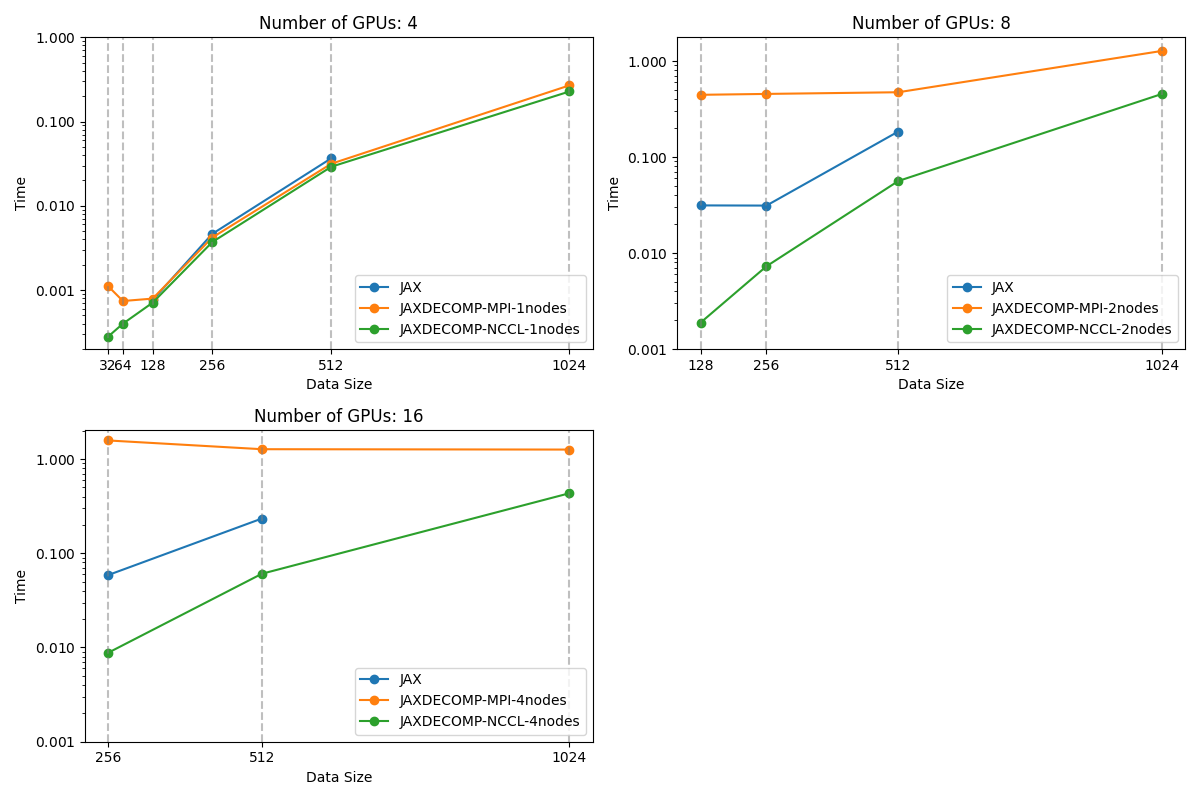 Number of GPUs: 4
1.000
0.100
0.010
0.001
Time
JAX
JAXDECOMP-MPI-1nodes
JAXDECOMP-NCCL-1nodes
32 64 128 256 512 1024
Data Size
Number of GPUs: 8
1.000
0.100
0.010
0.001
Time
JAX
JAXDECOMP-MPI-2nodes
JAXDECOMP-NCCL-2nodes
128 256 512 1024
Data Size
Number of GPUs: 16
1.000
0.100
0.010
0.001
Time
JAX
JAXDECOMP-MPI-4nodes
JAXDECOMP-NCCL-4nodes
256 512 1024
Data Size